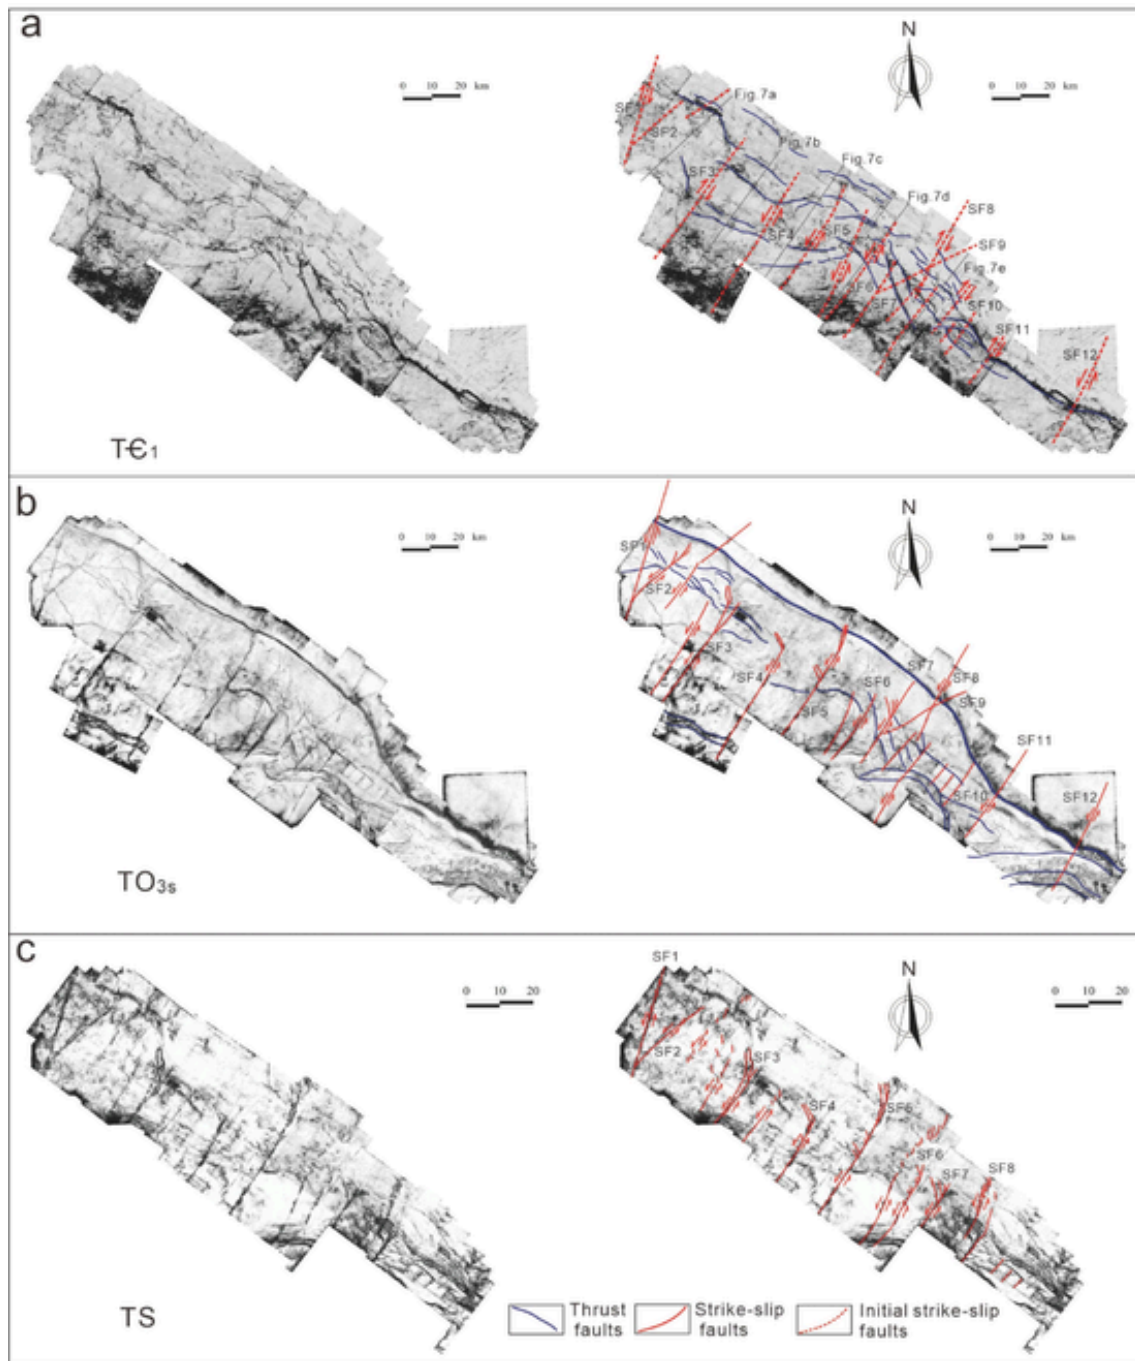 a
0 10 20 km
N
0 10 20 km
Fig.7a
SF2
Fig.7b
Fig.7c
SF3
Fig.7d
SF8
SF4
SF5
SF9
Fig.7e
SF6
SF7
SF10
SF11
SF12
T€1
b
0 10 20 km
N
0 10 20 km
SF1
SF2
SF3
SF4
SF7
SF6
SF8
SF9
SF5
SF11
SF10
SF12
TO3s
c
SF1
0 10 20
N
0 10 20
SF2
SF3
SF4
SF5
SF6
SF7
SF8
TS
Thrust
faults
Strike-slip
faults
Initial strike-slip
faults